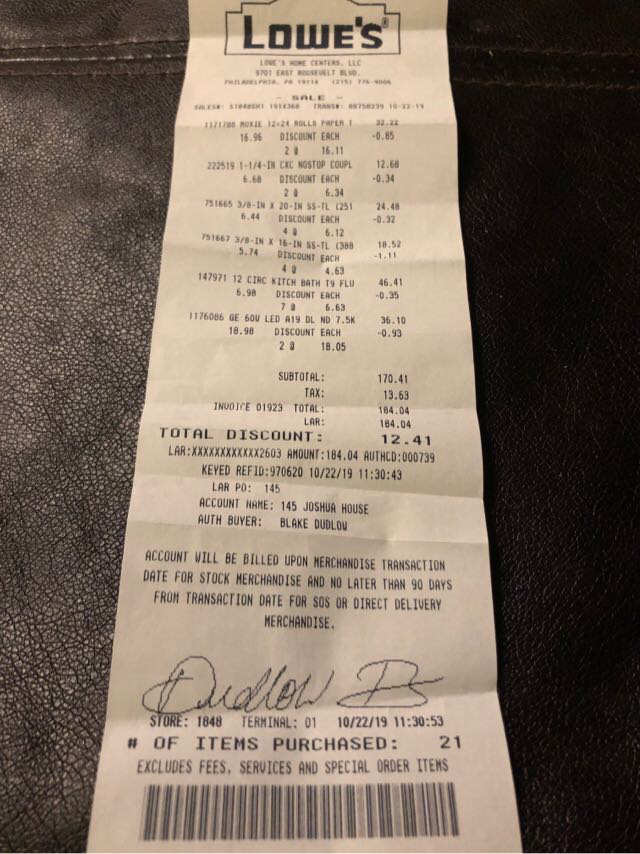 LOWE'S®
LOWE'S HOME CENTERS, LLC
9701 EAST ROOSEVELT BLVD.
PHILADELPHIA, PA 19114 (215) 776-9006
- SALE -
SALES#: 1914360 TRANS#: 88750239 10-22-19
1171780 MOXIE 12=24 ROLLS PAPER T 32.22
16.96 DISCOUNT EACH -0.85
2 @ 16.11
222519 1-1/4-IN CXC NOSTOP COUPL 12.68
6.68 DISCOUNT EACH -0.34
2 @ 6.34
751665 3/8-IN X 20-IN SS-TL (251 24.48
6.44 DISCOUNT EACH -0.32
4 @ 6.12
751667 3/8-IN X 16-IN SS-TL (388 18.52
5.74 DISCOUNT EACH -1.11
4 @ 4.63
147971 12 CIRC KITCH BATH T9 FLU 46.41
6.98 DISCOUNT EACH -0.35
7 @ 6.63
1176086 GE 60W LED A19 DL ND 7.5K 36.10
18.98 DISCOUNT EACH -0.93
2 @ 18.05
SUBTOTAL: 170.41
TAX: 13.63
INVOICE 01923 TOTAL: 184.04
LAR: 184.04
TOTAL DISCOUNT: 12.41
LAR:XXXXXXXXXXXX2603 AMOUNT:184.04 AUTHCD:000739
KEYED REFID:970620 10/22/19 11:30:43
LAR PO: 145
ACCOUNT NAME: 145 JOSHUA HOUSE
AUTH BUYER: BLAKE DUDLOW
ACCOUNT WILL BE BILLED UPON MERCHANDISE TRANSACTION
DATE FOR STOCK MERCHANDISE AND NO LATER THAN 90 DAYS
FROM TRANSACTION DATE FOR SOS OR DIRECT DELIVERY
MERCHANDISE.
Dudlow B
STORE: 1848 TERMINAL: 01 10/22/19 11:30:53
# OF ITEMS PURCHASED: 21
EXCLUDES FEES, SERVICES AND SPECIAL ORDER ITEMS